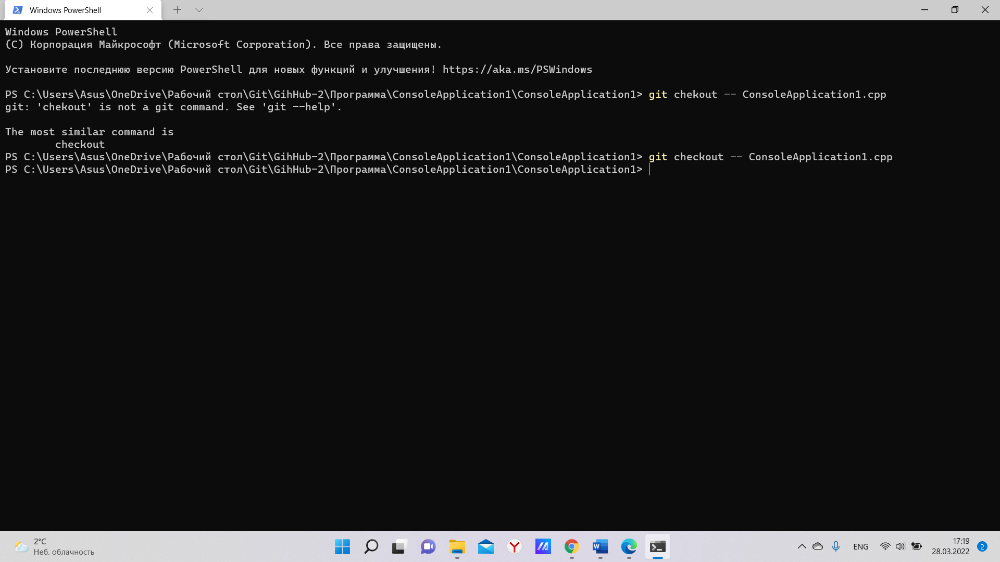 Windows PowerShell
Windows PowerShell
(C) Корпорация Майкрософт (Microsoft Corporation). Все права защищены.
Установите последнюю версию PowerShell для новых функций и улучшения! https://aka.ms/PSWindows
PS C:\Users\Asus\OneDrive\Рабочий стол\Git\GihHub-2\Программа\ConsoleApplication1\ConsoleApplication1> git chekout -- ConsoleApplication1.cpp
git: 'chekout' is not a git command. See 'git --help'.
The most similar command is
checkout
PS C:\Users\Asus\OneDrive\Рабочий стол\Git\GihHub-2\Программа\ConsoleApplication1\ConsoleApplication1> git checkout -- ConsoleApplication1.cpp
PS C:\Users\Asus\OneDrive\Рабочий стол\Git\GihHub-2\Программа\ConsoleApplication1\ConsoleApplication1>
2°C
Неб. облачность
ENG
17:19
28.03.2022
2